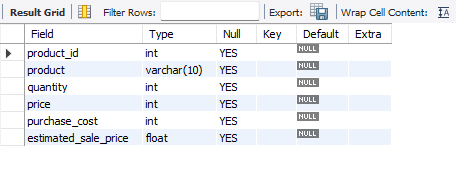 Result Grid Filter Rows: Export: Wrap Cell Content: IA
Field Type Null Key Default Extra
product_id int YES NULL
product varchar(10) YES NULL
quantity int YES NULL
price int YES NULL
purchase_cost int YES NULL
estimated_sale_price float YES NULL